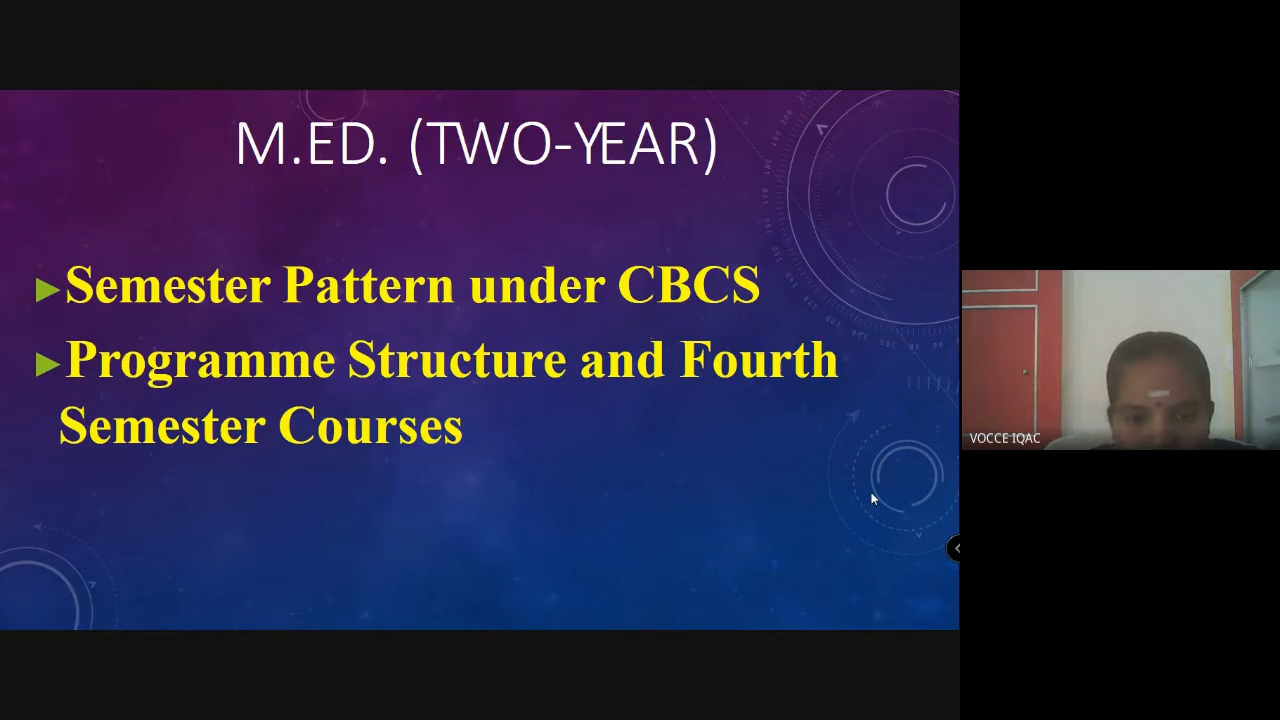 M.ED. (TWO-YEAR)
Semester Pattern under CBCS
Programme Structure and Fourth
Semester Courses
VOCCE IQAC